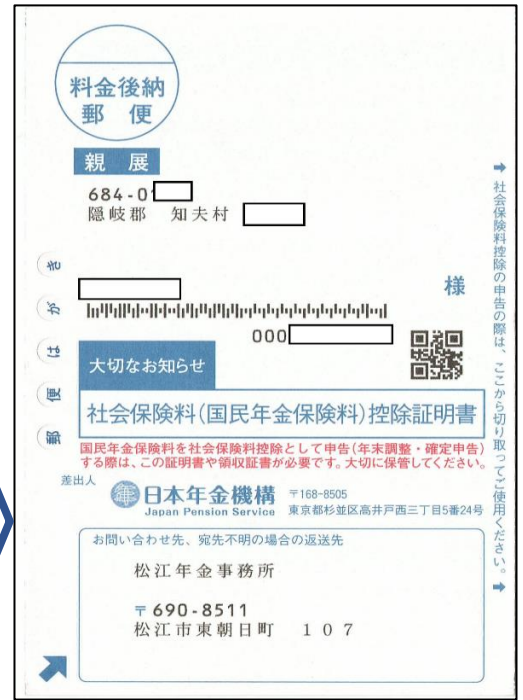 料金後納
郵 便
親 展
684-01
隠岐郡 知夫村
様
000
大切なお知らせ
社会保険料(国民年金保険料)控除証明書
国民年金保険料を社会保険料控除として申告(年末調整・確定申告)
する際は、この証明書や領収証書が必要です。大切に保管してください。
差出人
日本年金機構
Japan Pension Service
〒168-8505
東京都杉並区高井戸西三丁目5番24号
お問い合わせ先、宛先不明の場合の返送先
松江年金事務所
〒690-8511
松江市東朝日町 107
郵便はがき
➡社会保険料控除の申告の際は、ここから切り取ってご使用ください。➡